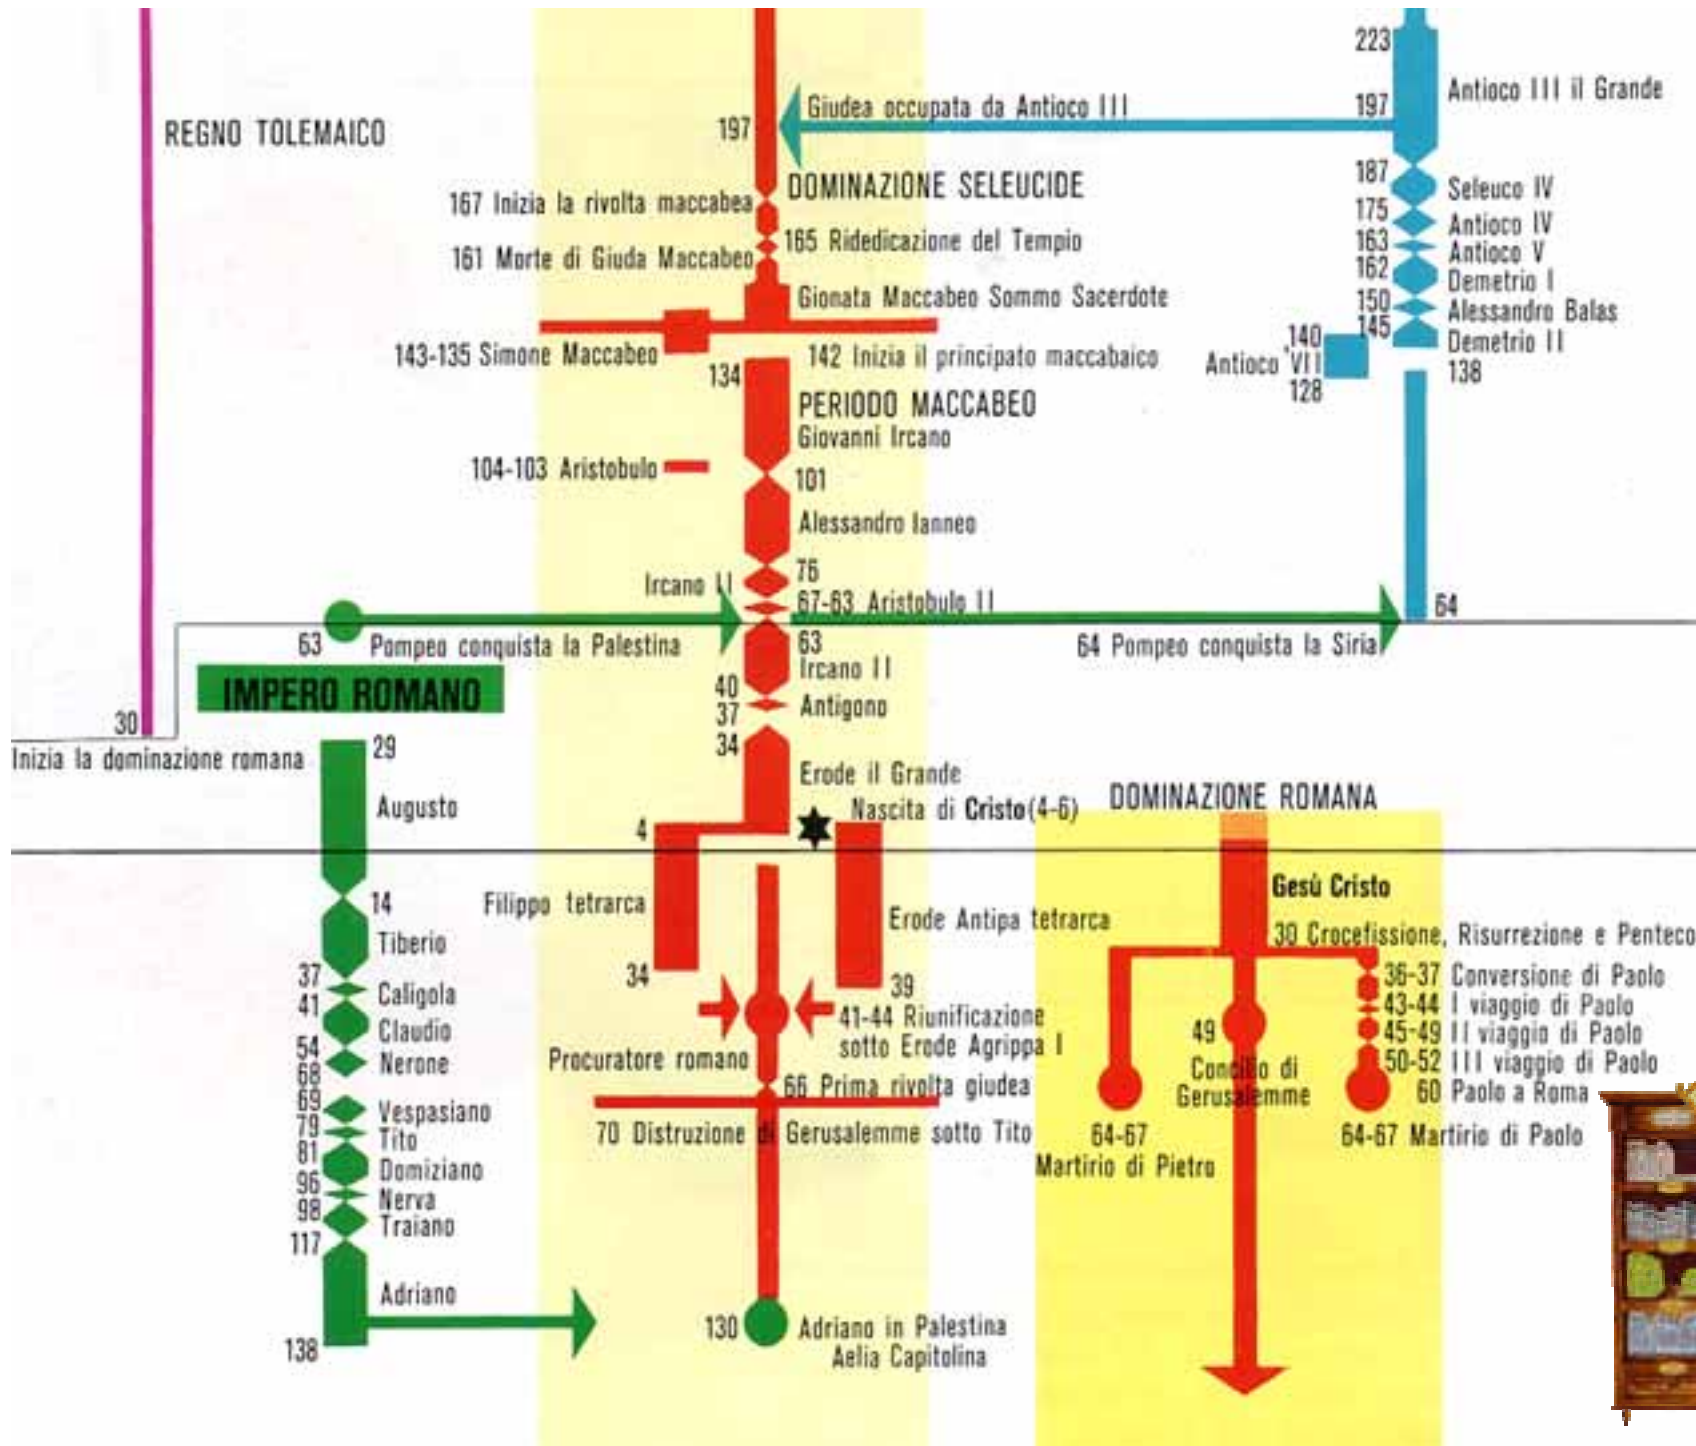 223
Antioco III il Grande
Giudea occupata da Antioco III
197
197
REGNO TOLEMAICO
187
DOMINAZIONE SELEUCIDE
Seleuco IV
167 Inizia la rivolta maccabea
175
Antioco IV
165 Ridedicazione del Tempio
163
Antioco V
161 Morte di Giuda Maccabeo
162
Demetrio I
Gionata Maccabeo Sommo Sacerdote
150
Alessandro Balas
145
140
Demetrio II
143-135 Simone Maccabeo
142 Inizia il principato maccabaico
Antioco VII
138
134
128
PERIODO MACCABEO
Giovanni Ircano
104-103 Aristobulo
101
Alessandro Ianneo
76
Ircano II
67-63 Aristobulo II
64
63
Pompeo conquista la Palestina
63
64 Pompeo conquista la Siria
Ircano II
IMPERO ROMANO
40
Antigono
37
30
34
29
Inizia la dominazione romana
Erode il Grande
Augusto
Nascita di Cristo (4-6)
DOMINAZIONE ROMANA
4
Gesù Cristo
14
Filippo tetrarca
Erode Antipa tetrarca
Tiberio
30 Crocefissione, Risurrezione e Penteco
37
34
36-37 Conversione di Paolo
Caligola
39
41
43-44 I viaggio di Paolo
41-44 Riunificazione
sotto Erode Agrippa I
Claudio
49
45-49 II viaggio di Paolo
54
Procuratore romano
Nerone
50-52 III viaggio di Paolo
68
Concilio di
Gerusalemme
66 Prima rivolta giudea
60 Paolo a Roma
69
Vespasiano
79
Tito
70 Distruzione di Gerusalemme sotto Tito
64-67
Martirio di Pietro
64-67 Martirio di Paolo
81
Domiziano
96
Nerva
98
Traiano
117
Adriano
130
Adriano in Palestina
Aelia Capitolina
138